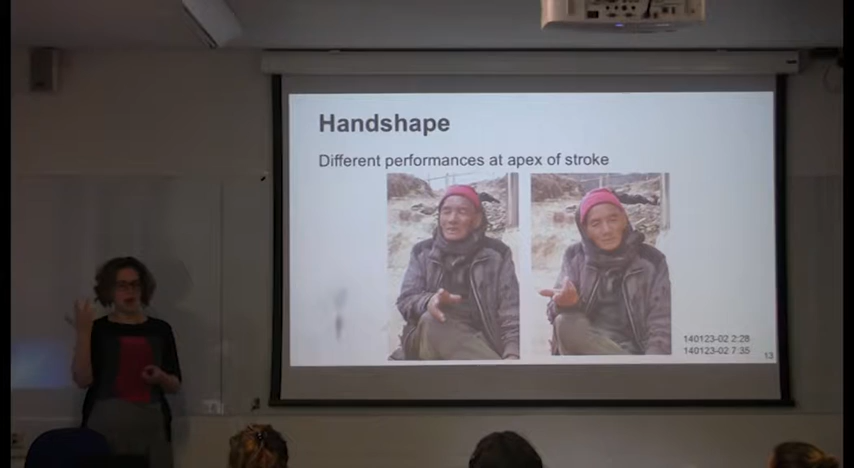 Handshape
Different performances at apex of stroke
140123-02 2:28
140123-02 7:35
13